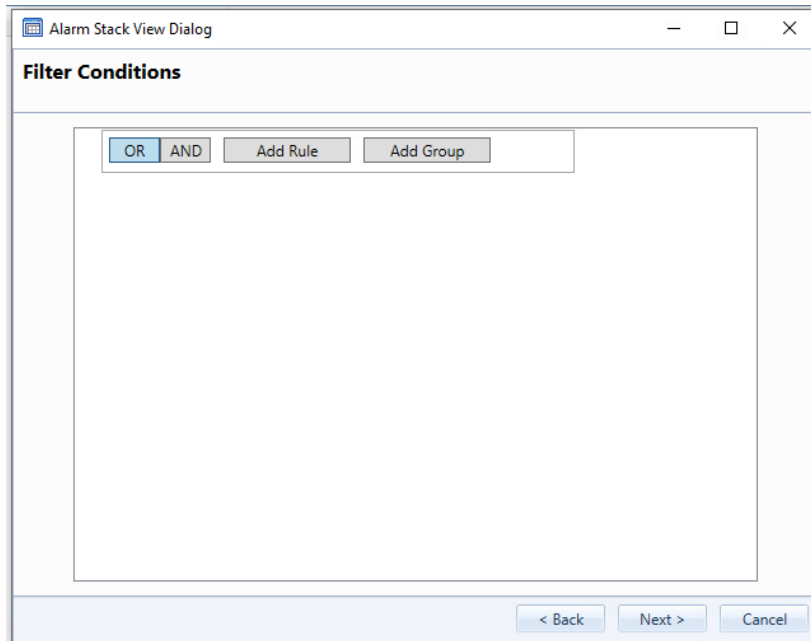 Alarm Stack View Dialog
Filter Conditions
OR AND Add Rule Add Group
< Back Next > Cancel